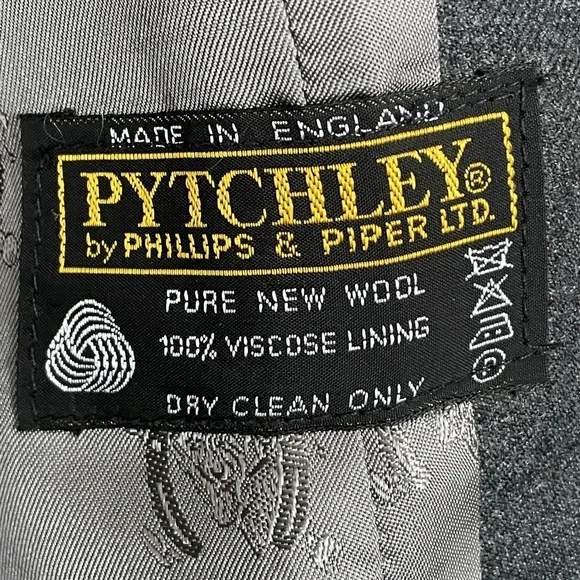 MADE IN ENGLAND
PYTCHLEY®
by PHILLIPS & PIPER LTD.
PURE NEW WOOL
100% VISCOSE LINING
DRY CLEAN ONLY